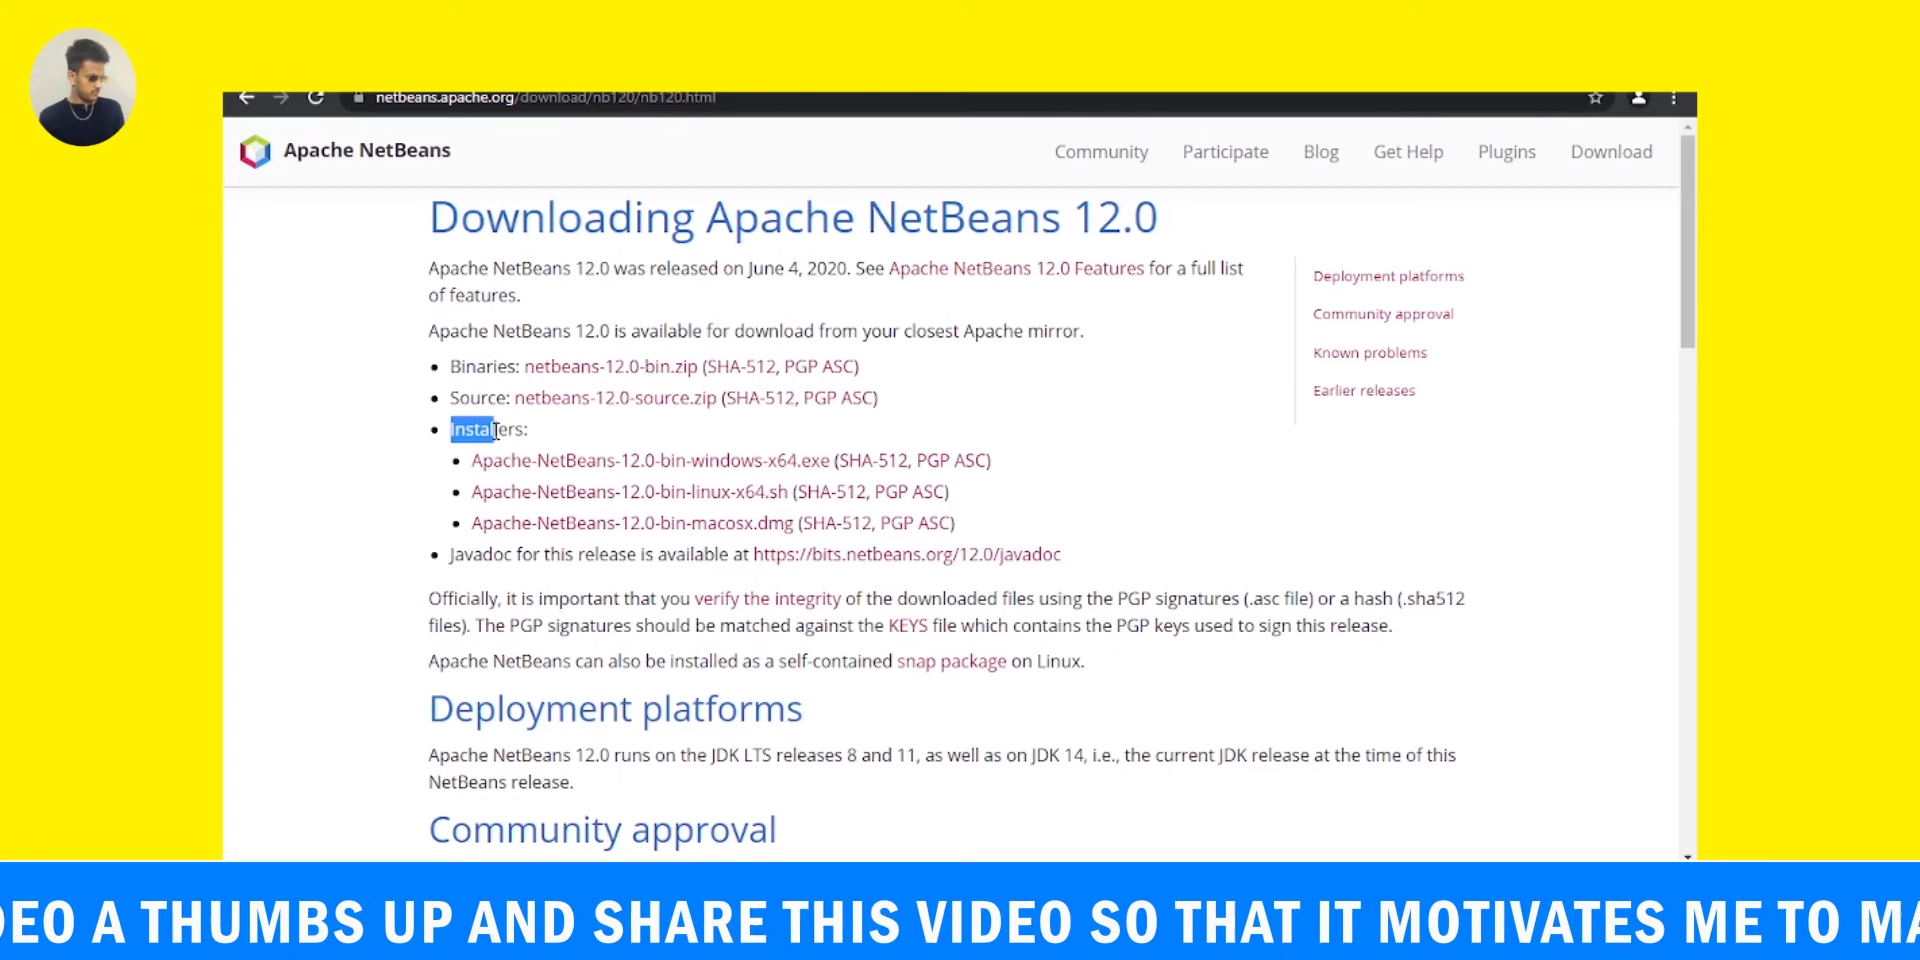 netbeans.apache.org/download/nb120/nb120.html
Apache NetBeans
Community Participate Blog Get Help Plugins Download
Downloading Apache NetBeans 12.0
Apache NetBeans 12.0 was released on June 4, 2020. See Apache NetBeans 12.0 Features for a full list
of features.
Deployment platforms
Community approval
Known problems
Earlier releases
Apache NetBeans 12.0 is available for download from your closest Apache mirror.
Binaries: netbeans-12.0-bin.zip (SHA-512, PGP ASC)
Source: netbeans-12.0-source.zip (SHA-512, PGP ASC)
Installers:
Apache-NetBeans-12.0-bin-windows-x64.exe (SHA-512, PGP ASC)
Apache-NetBeans-12.0-bin-linux-x64.sh (SHA-512, PGP ASC)
Apache-NetBeans-12.0-bin-macosx.dmg (SHA-512, PGP ASC)
Javadoc for this release is available at https://bits.netbeans.org/12.0/javadoc
Officially, it is important that you verify the integrity of the downloaded files using the PGP signatures (.asc file) or a hash (.sha512
files). The PGP signatures should be matched against the KEYS file which contains the PGP keys used to sign this release.
Apache NetBeans can also be installed as a self-contained snap package on Linux.
Deployment platforms
Apache NetBeans 12.0 runs on the JDK LTS releases 8 and 11, as well as on JDK 14, i.e., the current JDK release at the time of this
NetBeans release.
Community approval
DEO A THUMBS UP AND SHARE THIS VIDEO SO THAT IT MOTIVATES ME TO MA